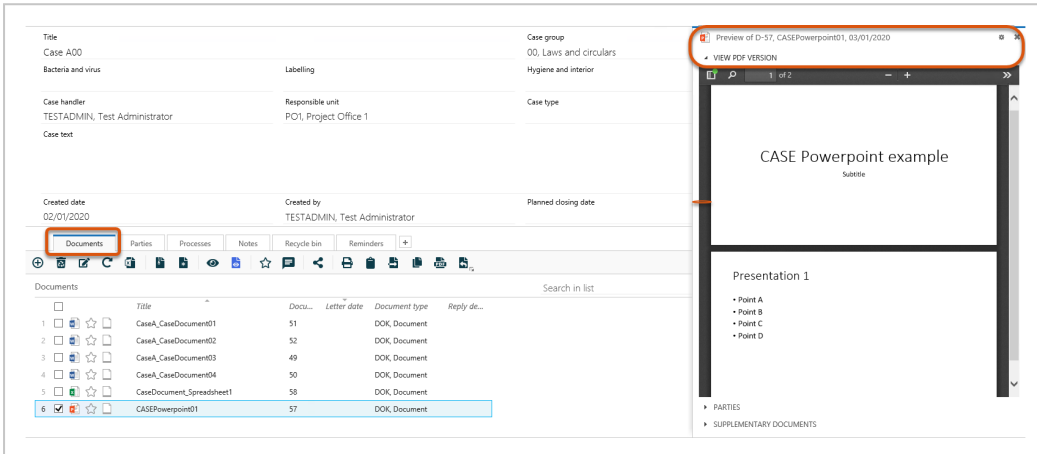 Title
Case group
Case A00
00, Laws and circulars
Bacteria and virus
Labelling
Hygiene and interior
Case handler
Responsible unit
Case type
TESTADMIN, Test Administrator
PO1, Project Office 1
Case text
Created date
Created by
Planned closing date
02/01/2020
TESTADMIN, Test Administrator
Documents Parties Processes Notes Recycle bin Reminders +
Documents
Search in list
Title Docu... Letter date Document type Reply de...
1 CaseA_CaseDocument01 51 DOK, Document
2 CaseA_CaseDocument02 52 DOK, Document
3 CaseA_CaseDocument03 49 DOK, Document
4 CaseA_CaseDocument04 50 DOK, Document
5 CaseDocument_Spreadsheet1 58 DOK, Document
6 CASEPowerpoint01 57 DOK, Document
Preview of D-57, CASEPowerpoint01, 03/01/2020
VIEW PDF VERSION
1 of 2
CASE Powerpoint example
Subtitle
Presentation 1
• Point A
• Point B
• Point C
• Point D
PARTIES
SUPPLEMENTARY DOCUMENTS